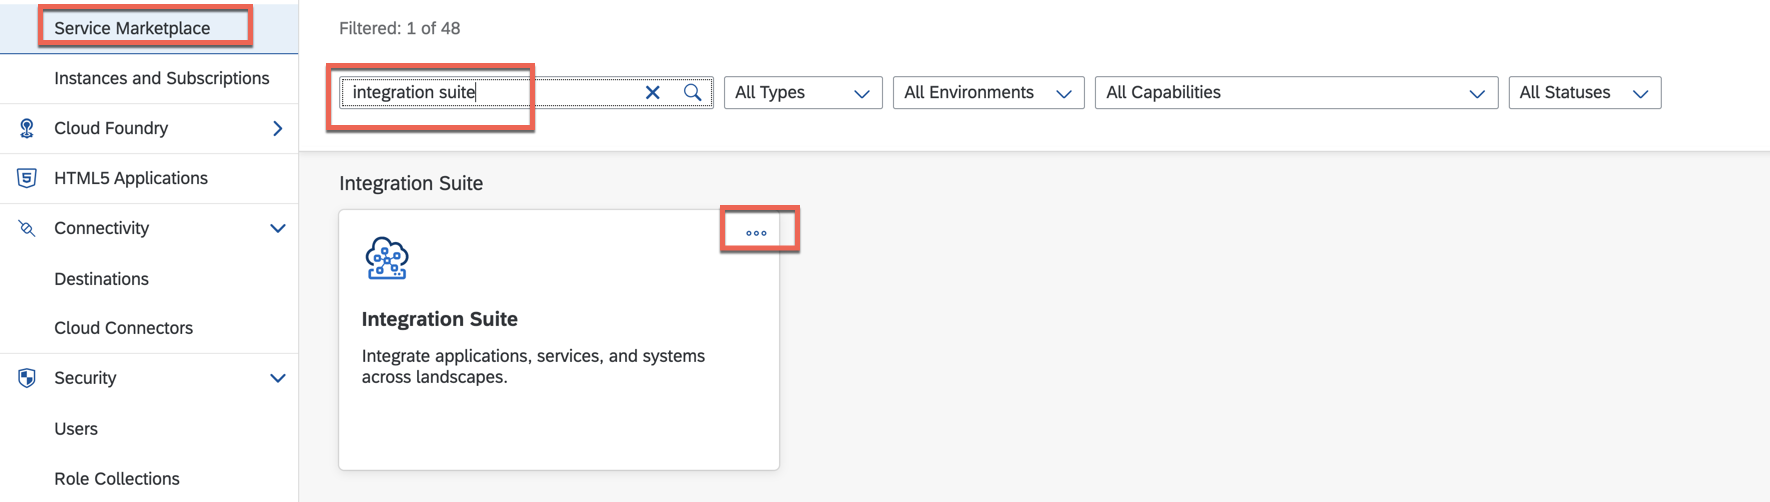 Service Marketplace
Instances and Subscriptions
Cloud Foundry
HTML5 Applications
Connectivity
Destinations
Cloud Connectors
Security
Users
Role Collections
Filtered: 1 of 48
integration suite
All Types
All Environments
All Capabilities
All Statuses
Integration Suite
Integration Suite
Integrate applications, services, and systems
across landscapes.